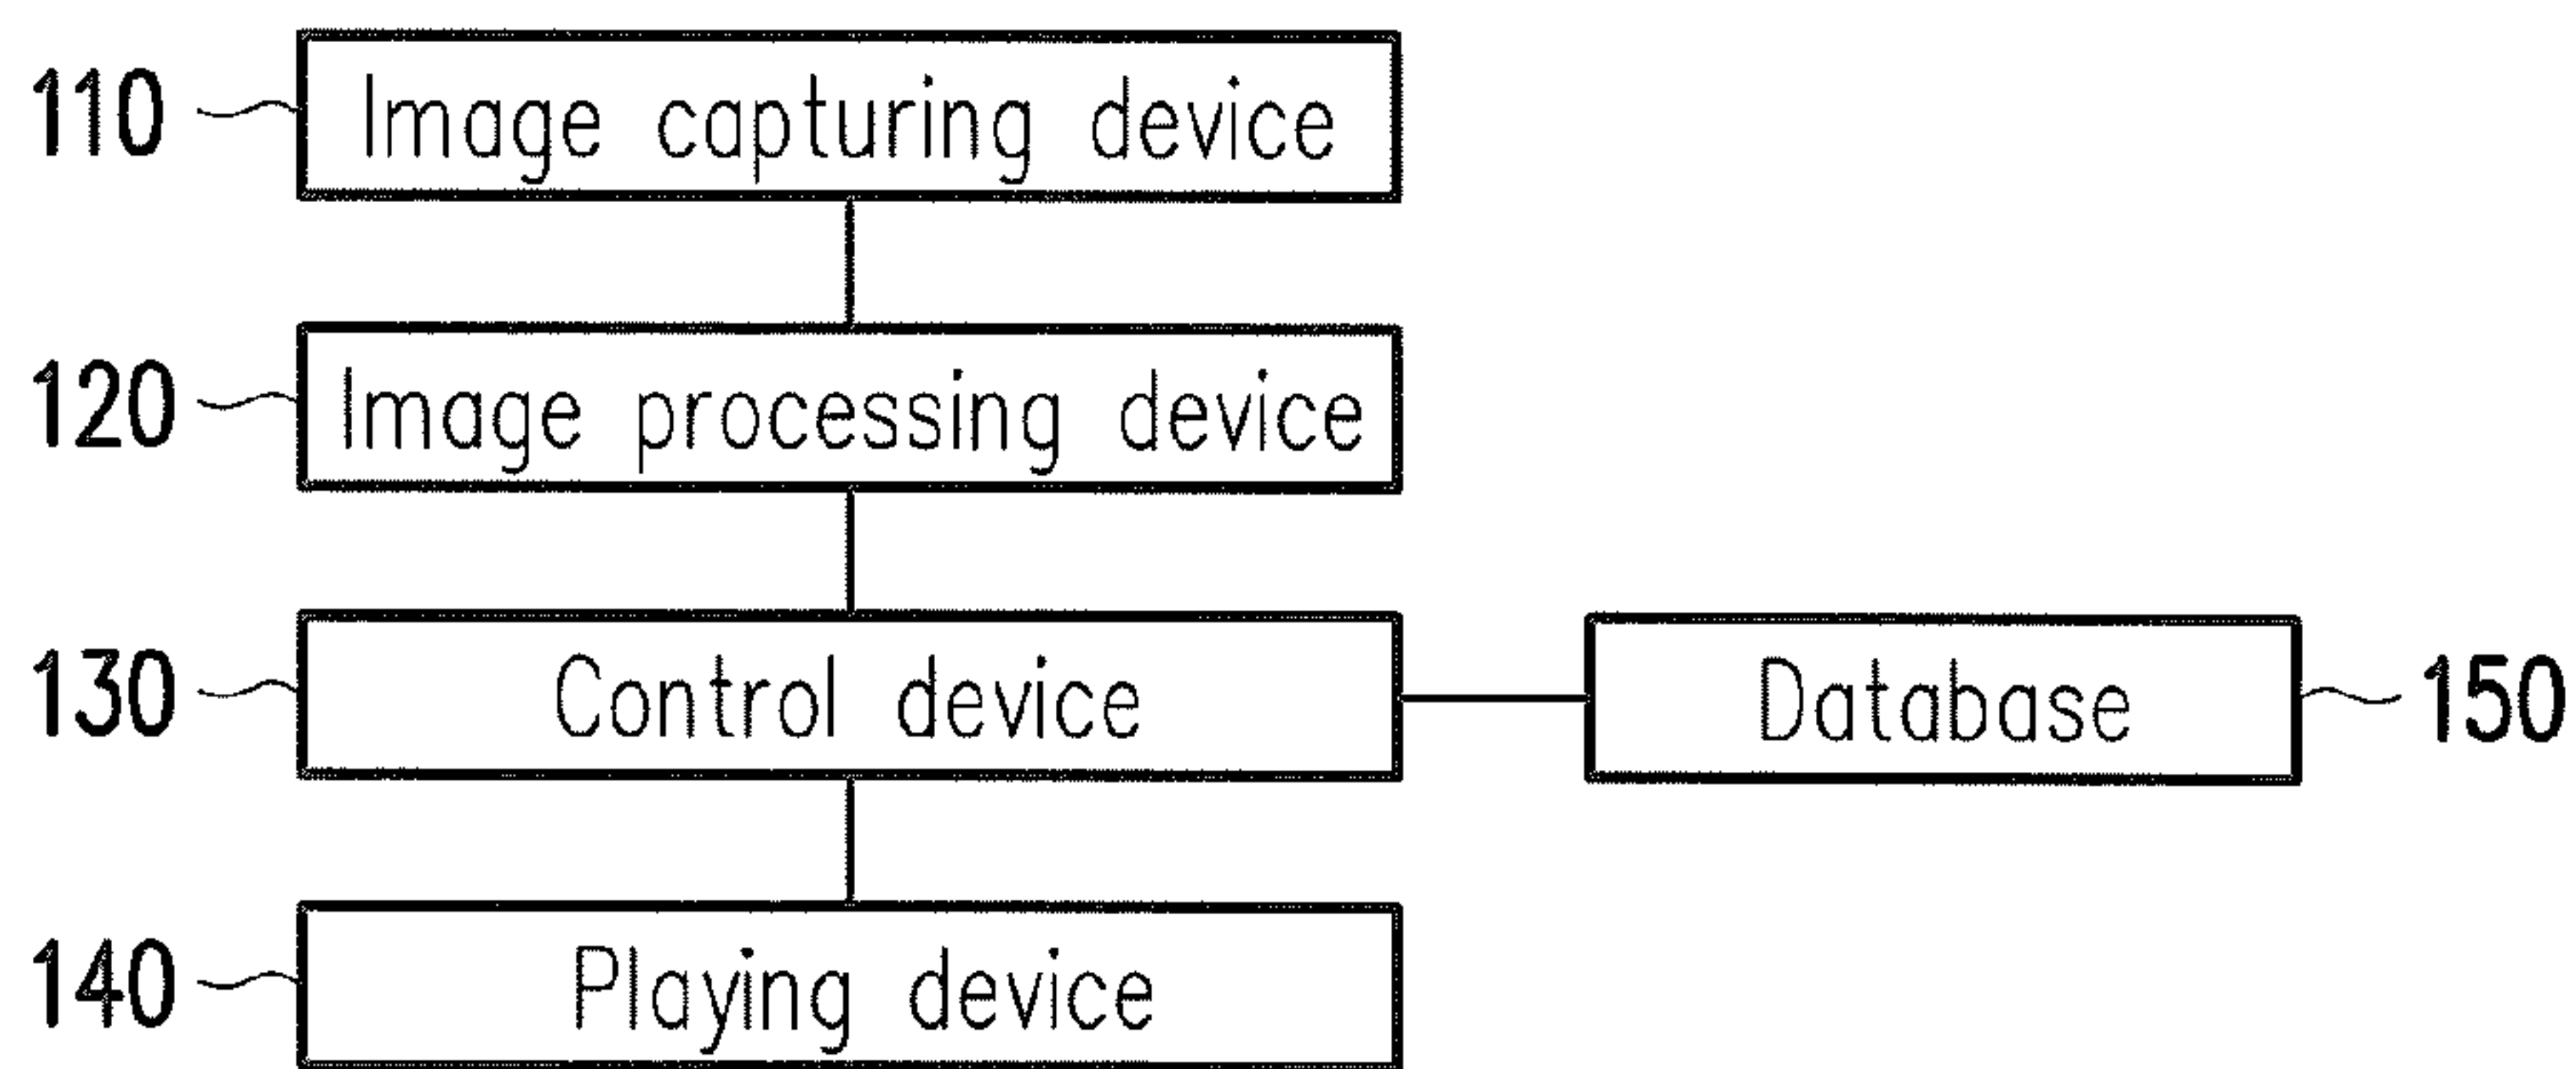 110 Image capturing device
120 Image processing device
130 Control device Database 150
140 Playing device